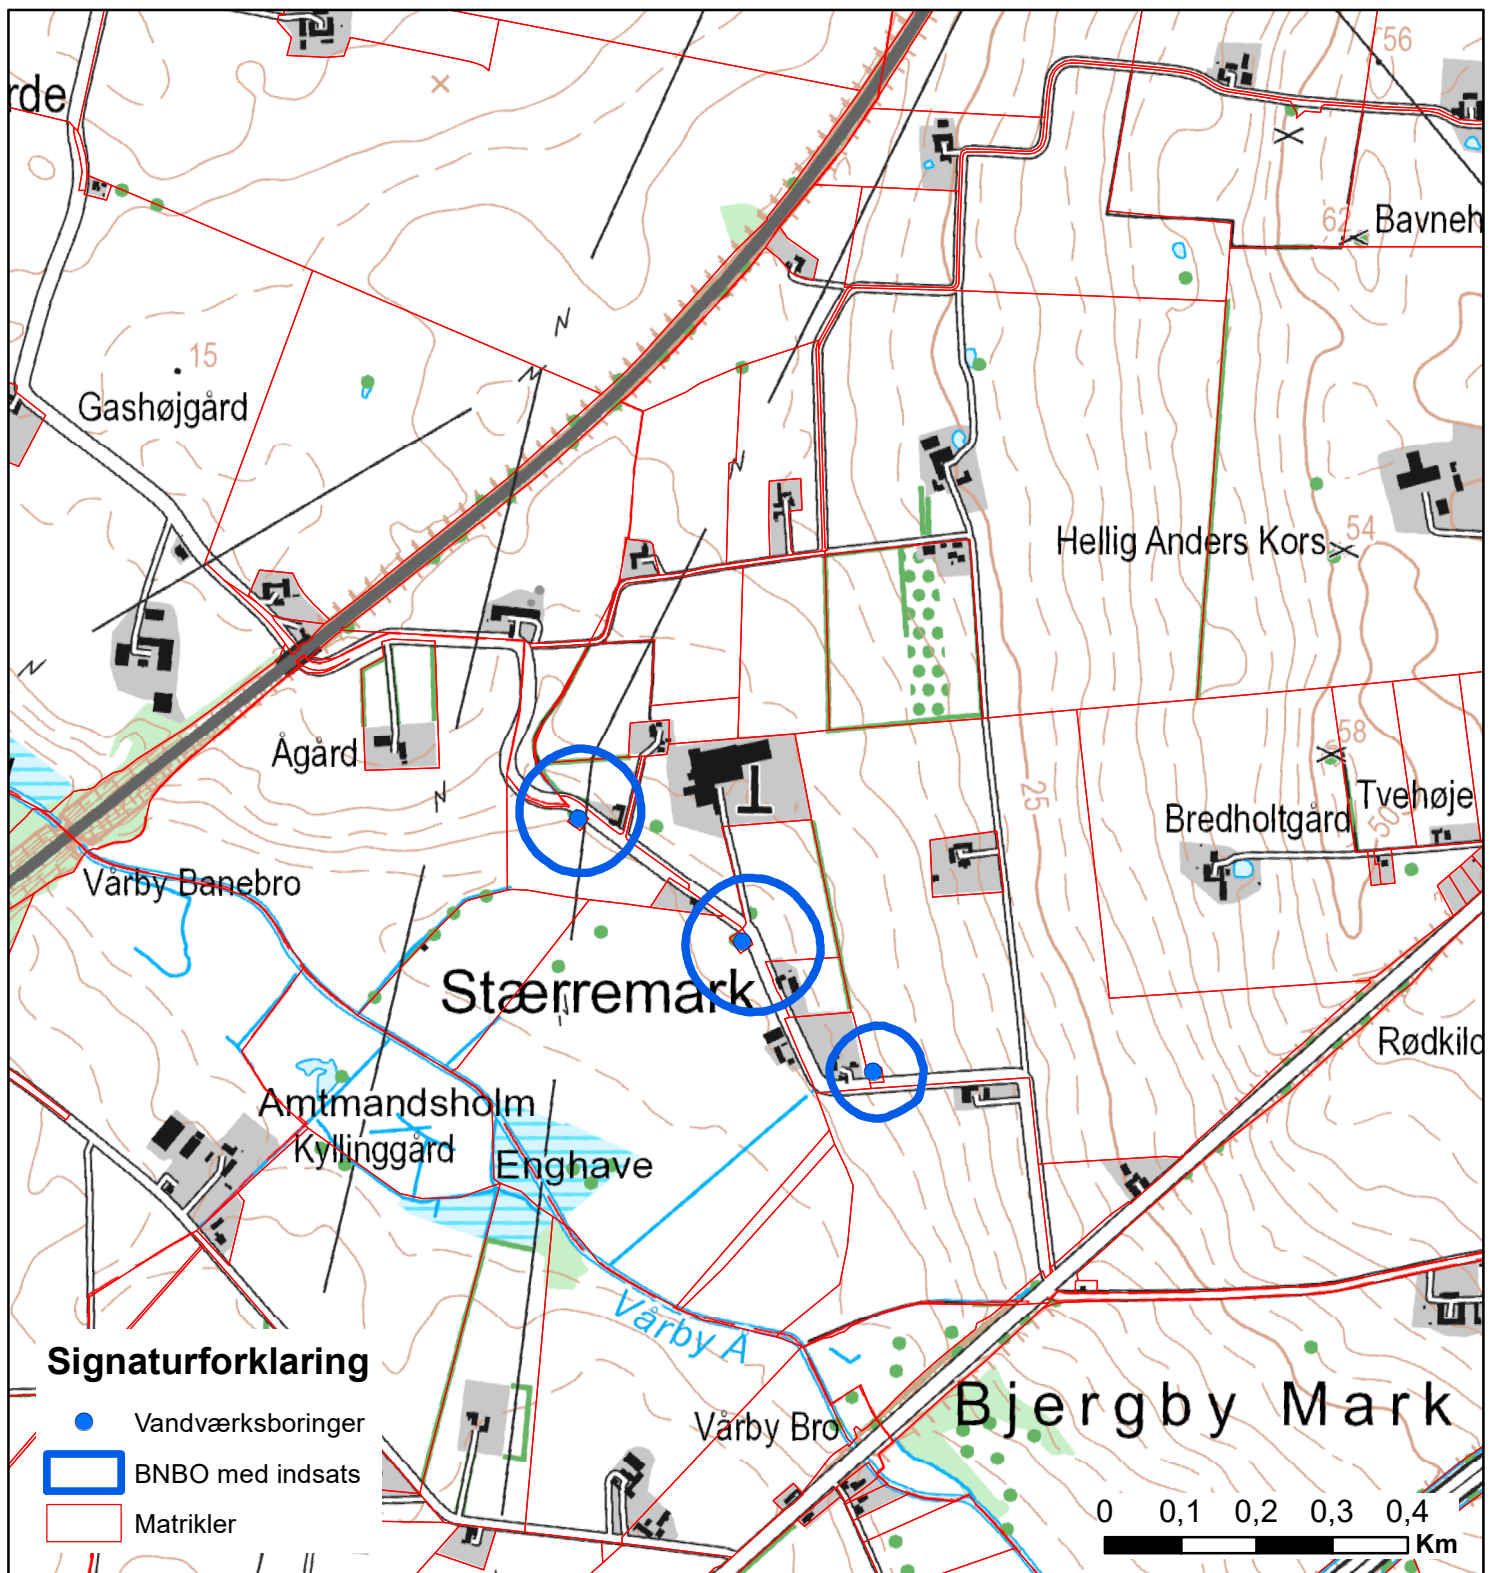 56
rde
62
Bavneh
15
Gashøjgård
54
Hellig Anders Kors
58
Ågård
25
Tvehøje
Bredholtgård
50
Vårby Banebro
Stærremark
Rødkild
Amtmandsholm
Kyllinggård
Enghave
Vårby Å
Signaturforklaring
Vandværksboringer
BNBO med indsats
Matrikler
Bjergby Mark
Vårby Bro
0 0,1 0,2 0,3 0,4
Km